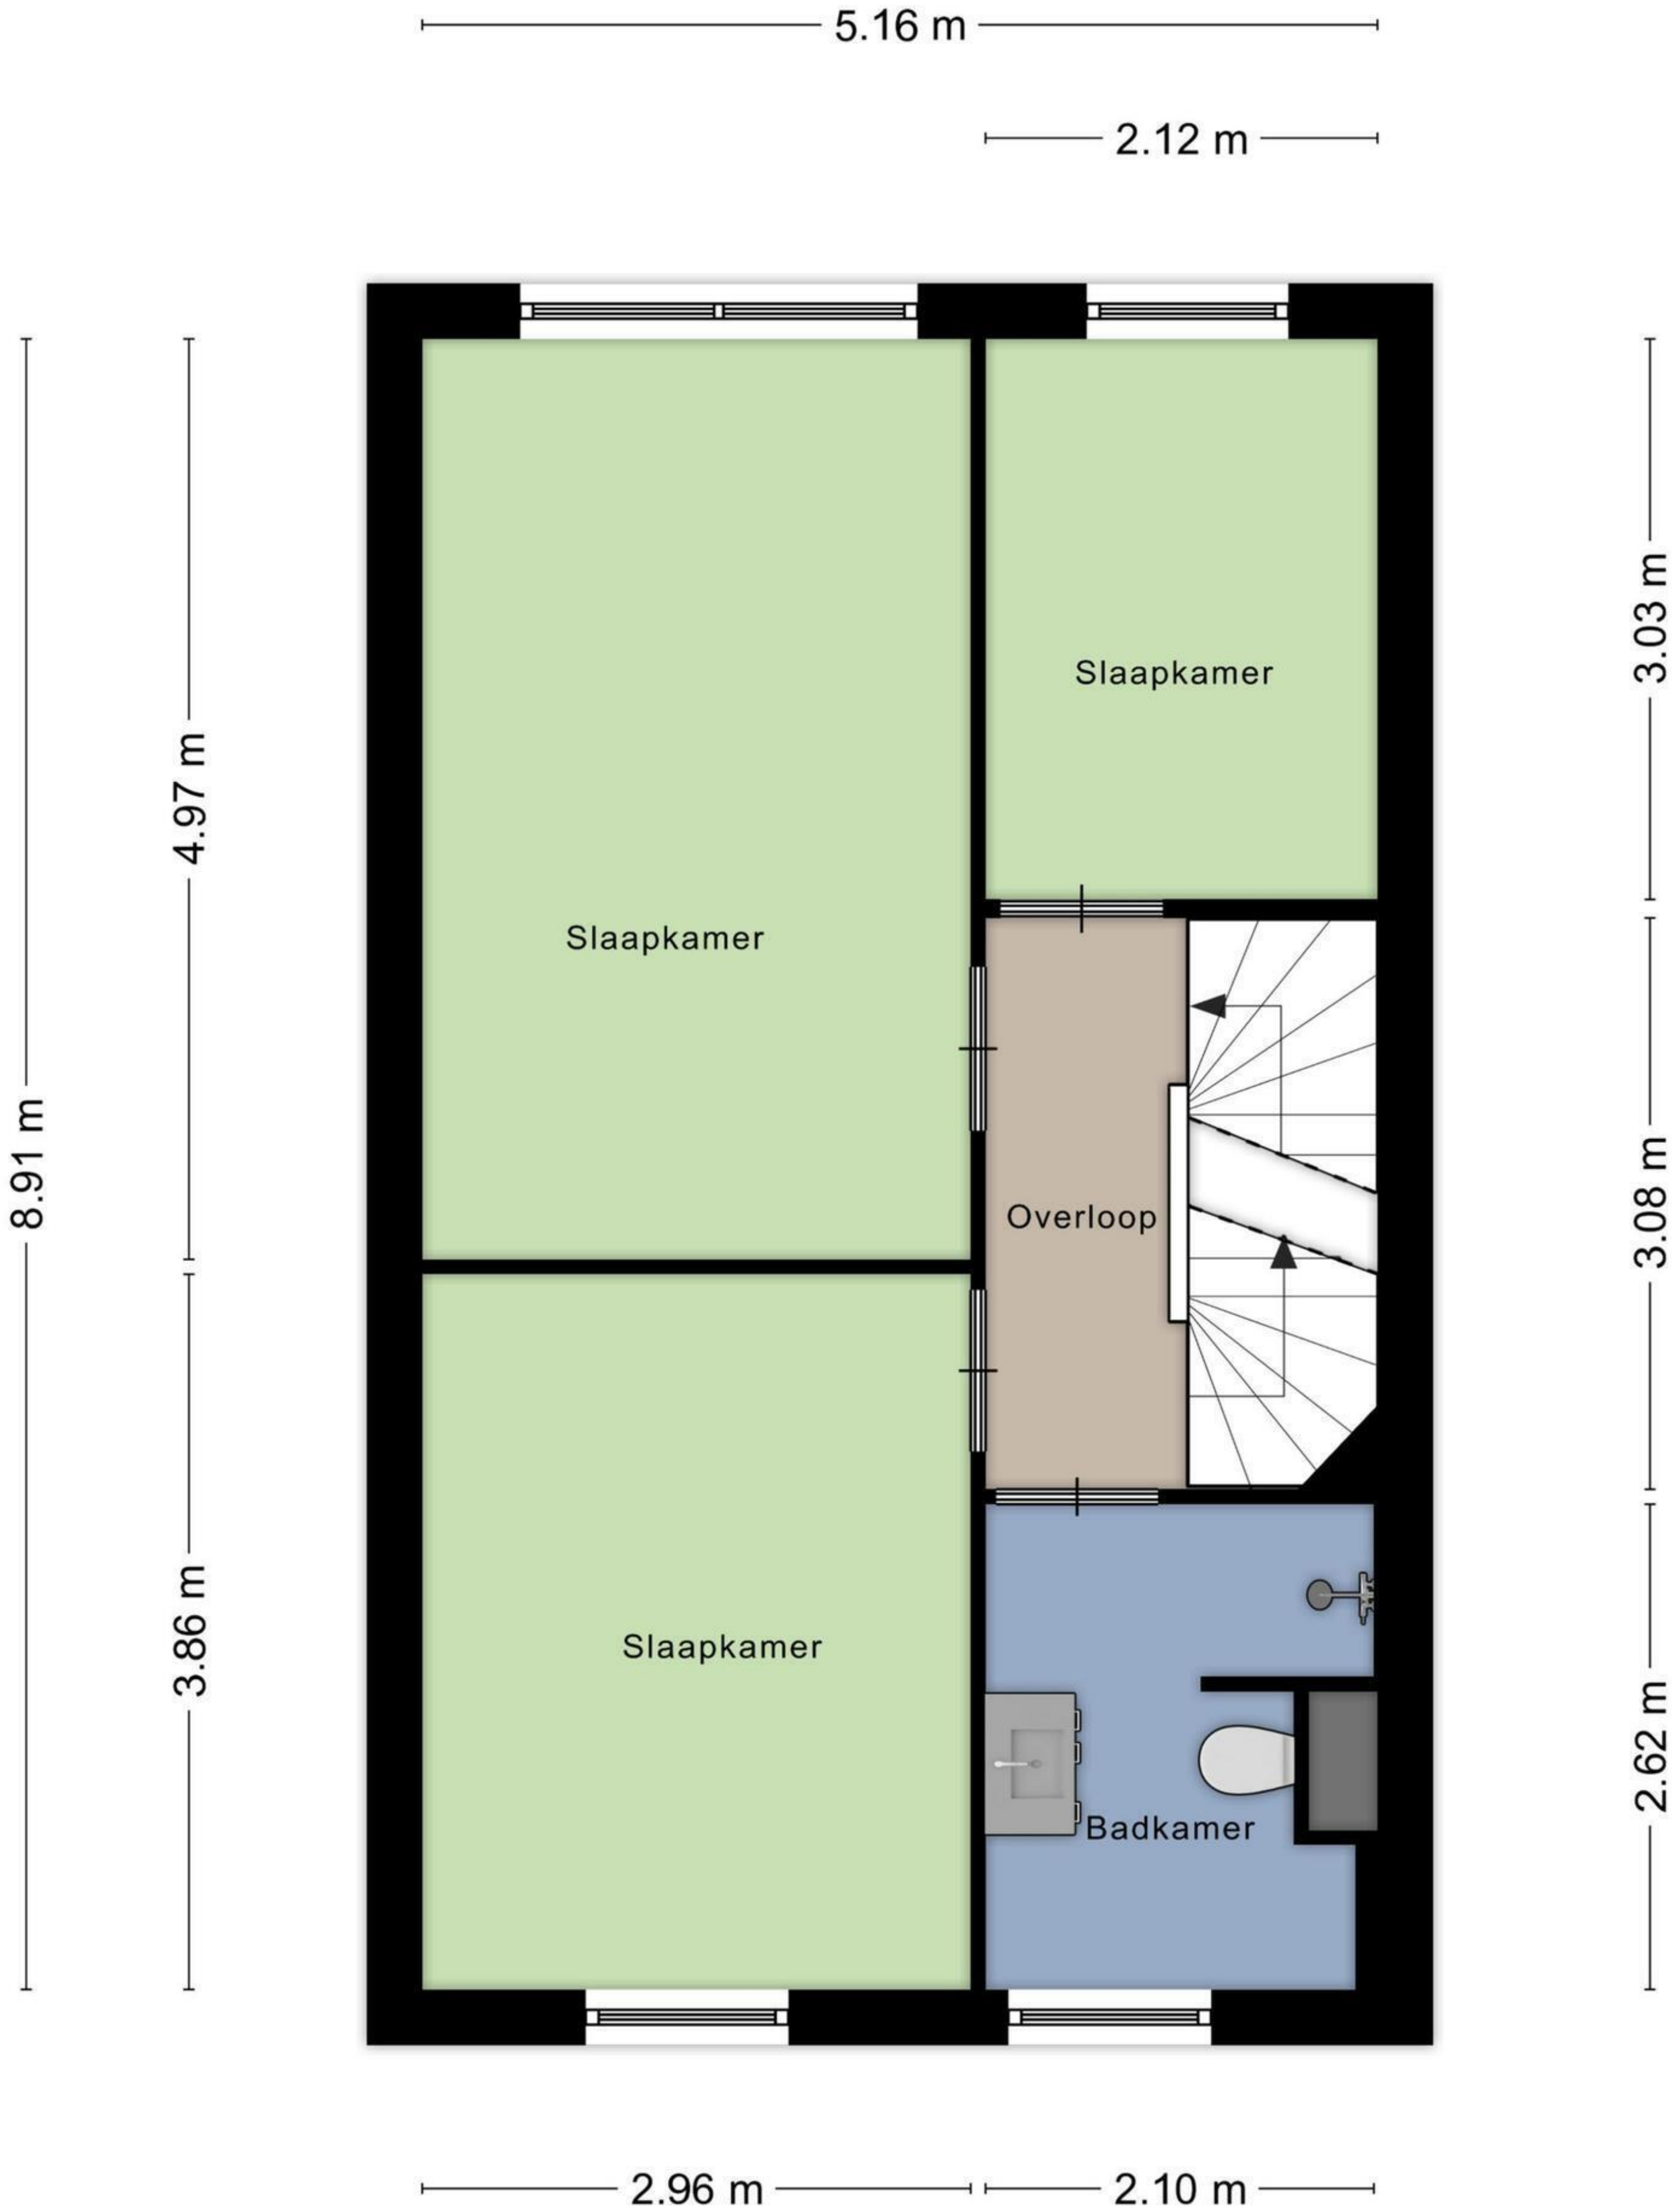 5.16 m
2.12 m
Slaapkamer
3.03 m
4.97 m
Slaapkamer
8.91 m
3.08 m
Overloop
Slaapkamer
3.86 m
2.62 m
Badkamer
2.96 m
2.10 m